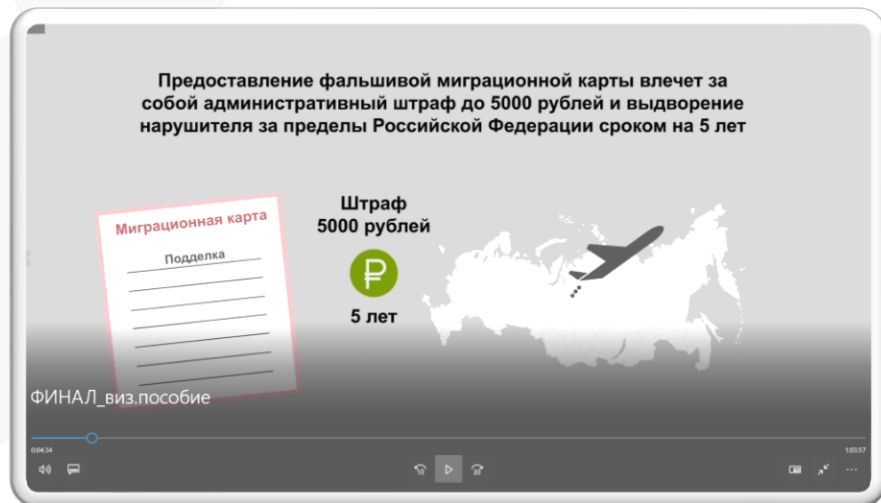 Предоставление фальшивой миграционной карты влечет за
собой административный штраф до 5000 рублей и выдворение
нарушителя за пределы Российской Федерации сроком на 5 лет
Миграционная карта
Подделка
Штраф
5000 рублей
₽
5 лет
ФИНАЛ_виз.пособие
0:04:34
1:03:57
10
30